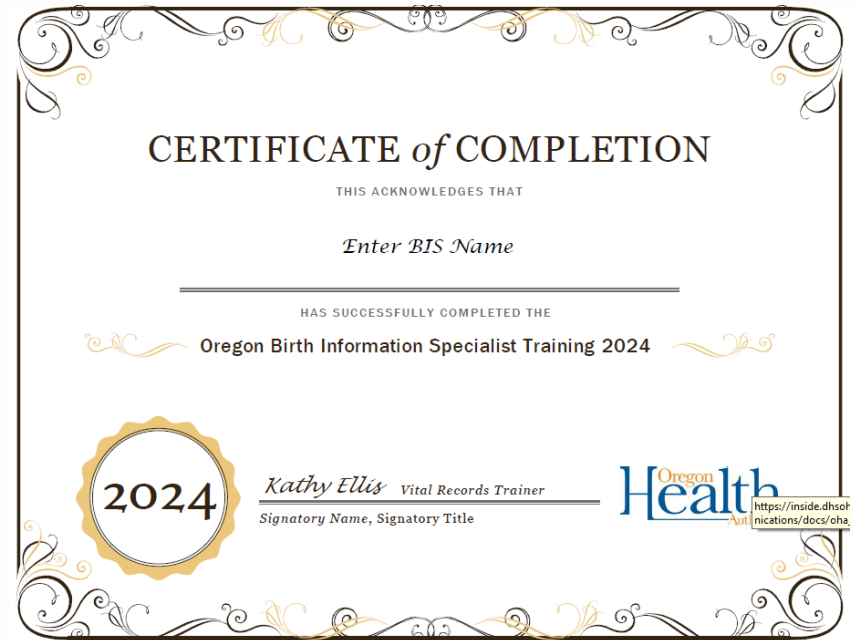 CERTIFICATE of COMPLETION
THIS ACKNOWLEDGES THAT
Enter BIS Name
HAS SUCCESSFULLY COMPLETED THE
Oregon Birth Information Specialist Training 2024
2024
Kathy Ellis Vital Records Trainer
Signatory Name, Signatory Title
Oregon
Health
https://inside.dhsoh
nications/docs/oha